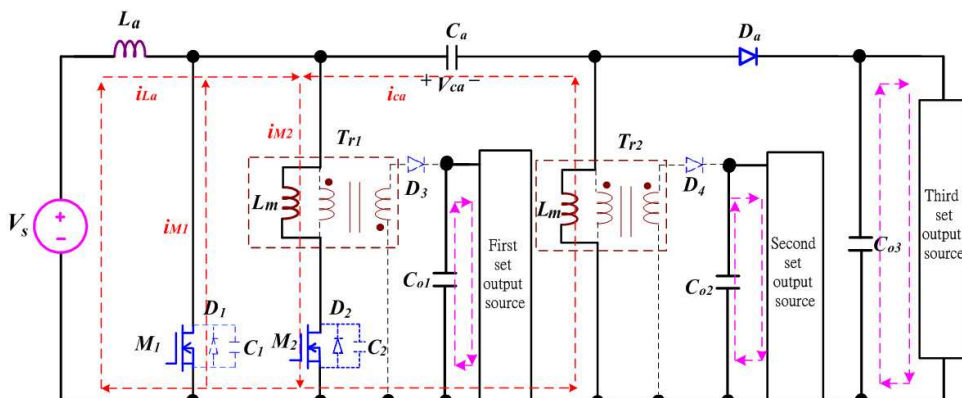 La
Ca
Da
+ Vca −
iLa
ica
iM2
Tr1
Tr2
D3
D4
Lm
Lm
Vs
iM1
First
set
output
source
Second
set
output
source
Third
set
output
source
Co1
Co2
Co3
D1
D2
M1
C1
M2
C2